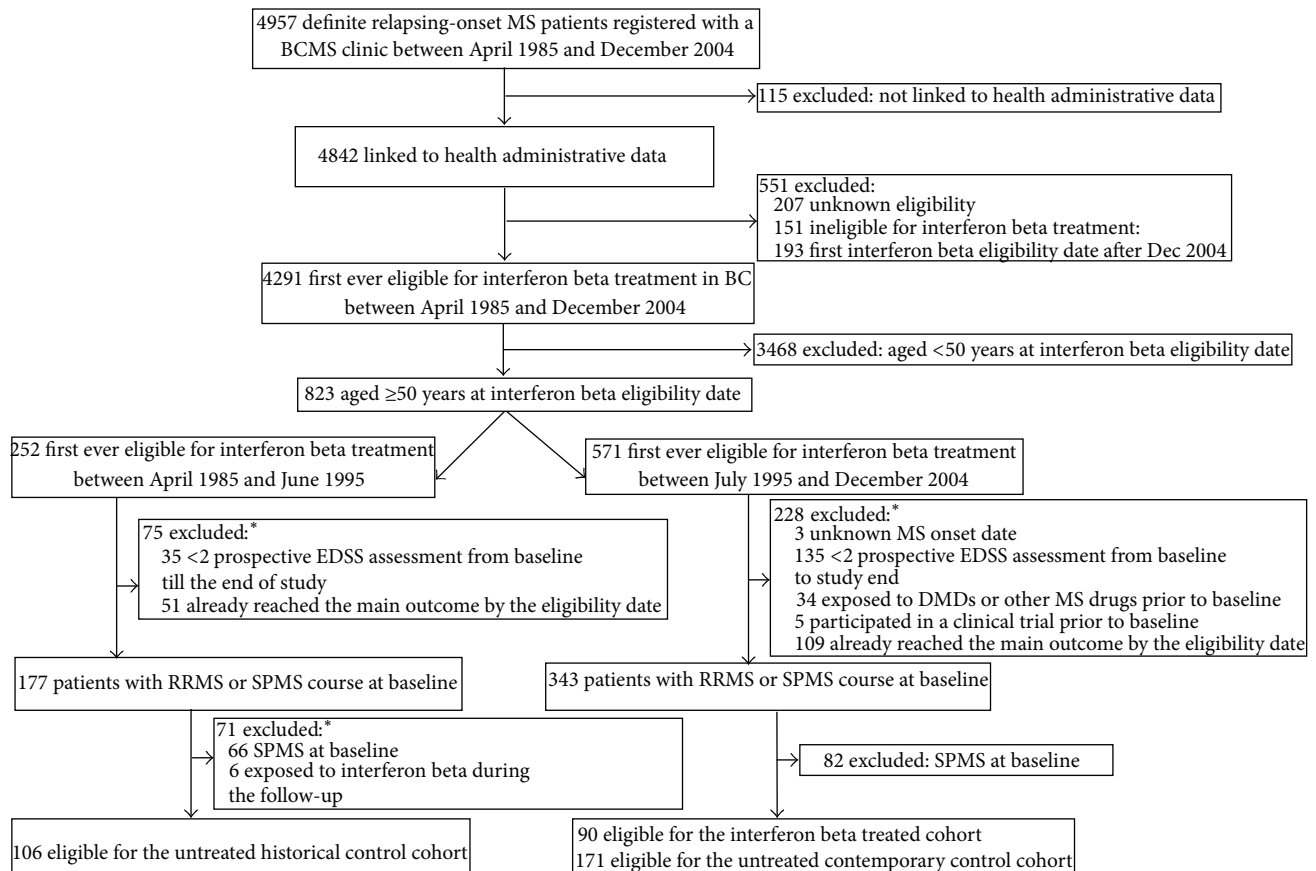 4957 definite relapsing-onset MS patients registered with a
BCMS clinic between April 1985 and December 2004
115 excluded: not linked to health administrative data
4842 linked to health administrative data
551 excluded:
207 unknown eligibility
151 ineligible for interferon beta treatment:
193 first interferon beta eligibility date after Dec 2004
4291 first ever eligible for interferon beta treatment in BC
between April 1985 and December 2004
3468 excluded: aged <50 years at interferon beta eligibility date
823 aged ≥50 years at interferon beta eligibility date
252 first ever eligible for interferon beta treatment
between April 1985 and June 1995
571 first ever eligible for interferon beta treatment
between July 1995 and December 2004
75 excluded:*
35 <2 prospective EDSS assessment from baseline
till the end of study
51 already reached the main outcome by the eligibility date
228 excluded:*
3 unknown MS onset date
135 <2 prospective EDSS assessment from baseline
to study end
34 exposed to DMDs or other MS drugs prior to baseline
5 participated in a clinical trial prior to baseline
109 already reached the main outcome by the eligibility date
177 patients with RRMS or SPMS course at baseline
343 patients with RRMS or SPMS course at baseline
71 excluded:*
66 SPMS at baseline
6 exposed to interferon beta during
the follow-up
82 excluded: SPMS at baseline
106 eligible for the untreated historical control cohort
90 eligible for the interferon beta treated cohort
171 eligible for the untreated contemporary control cohort